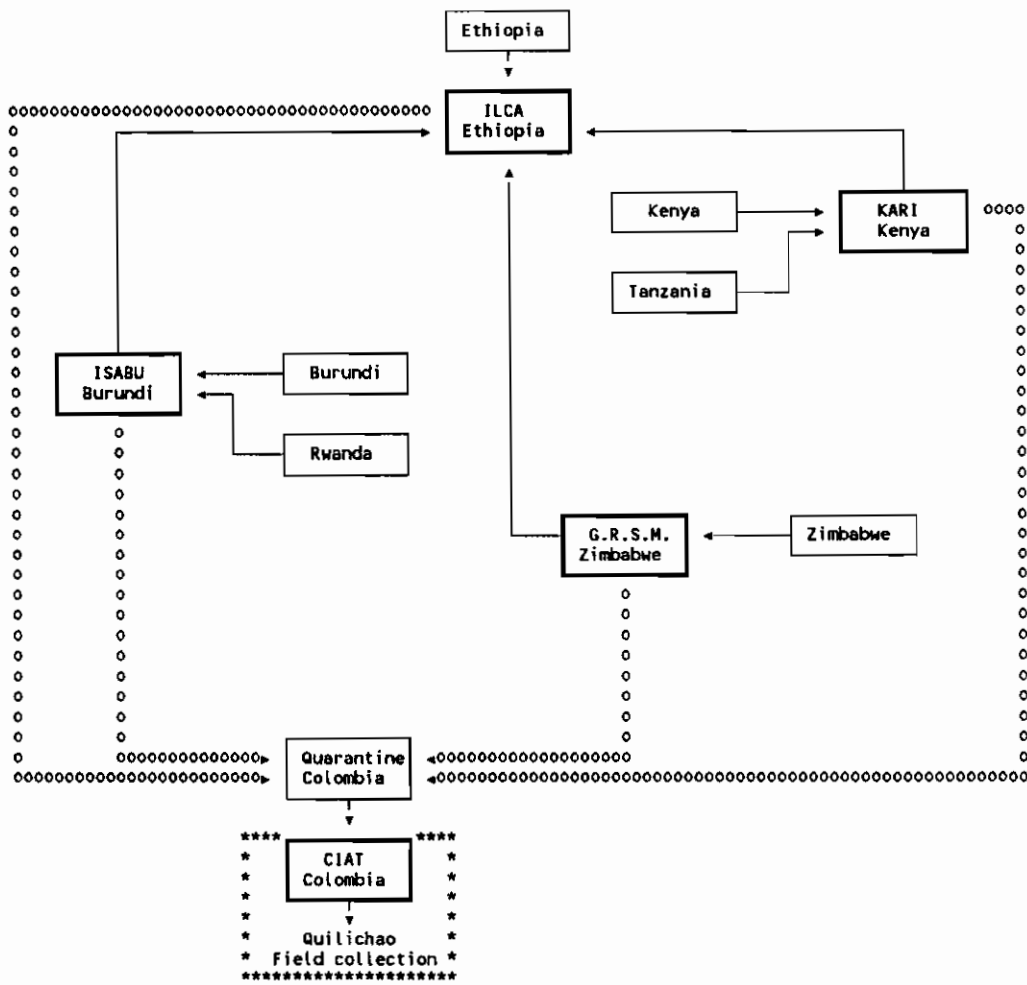 Ethiopia
ILCA
Ethiopia
Kenya
KARI
Kenya
Tanzania
ISABU
Burundi
Burundi
Rwanda
G.R.S.M.
Zimbabwe
Zimbabwe
Quarantine
Colombia
CIAT
Colombia
Quilichao
Field collection